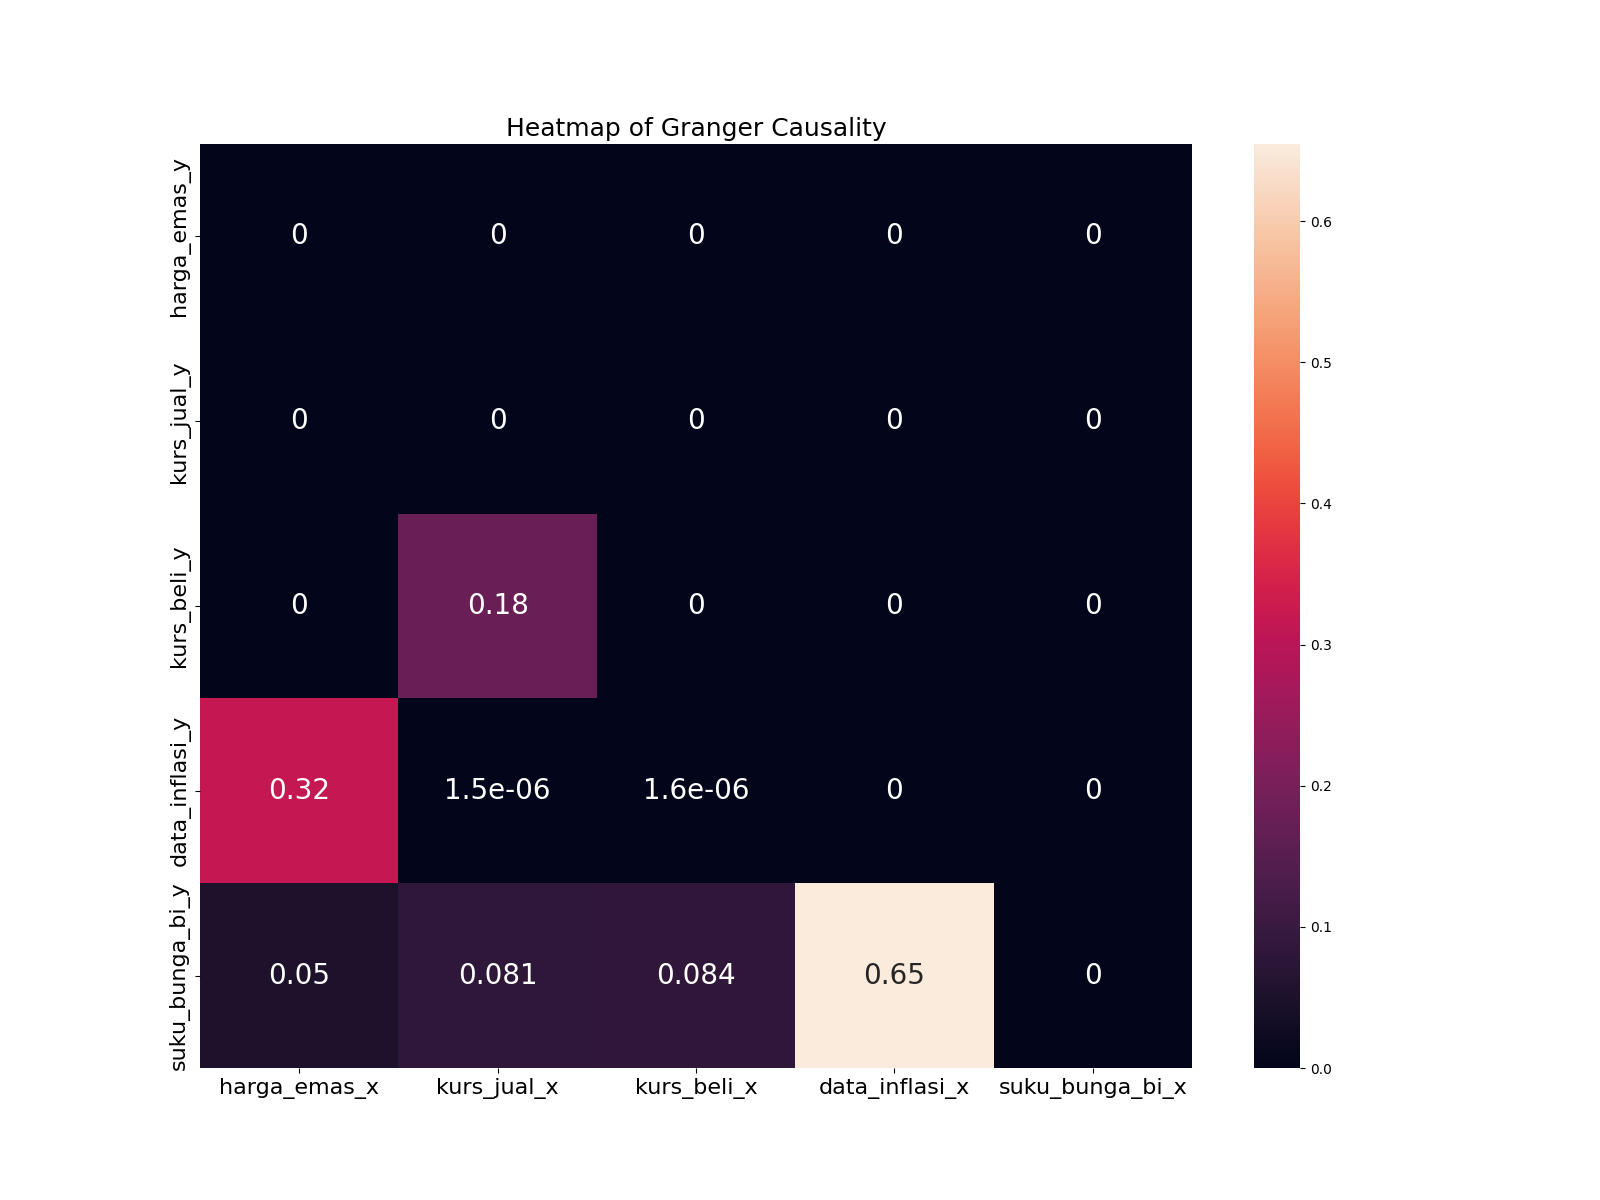 Heatmap of Granger Causality
harga_emas_y
0 0 0 0 0
kurs_jual_y
0 0 0 0 0
kurs_beli_y
0 0.18 0 0 0
data_inflasi_y
0.32 1.5e-06 1.6e-06 0 0
suku_bunga_bi_y
0.05 0.081 0.084 0.65 0
harga_emas_x kurs_jual_x kurs_beli_x data_inflasi_x suku_bunga_bi_x
0.6
0.5
0.4
0.3
0.2
0.1
0.0